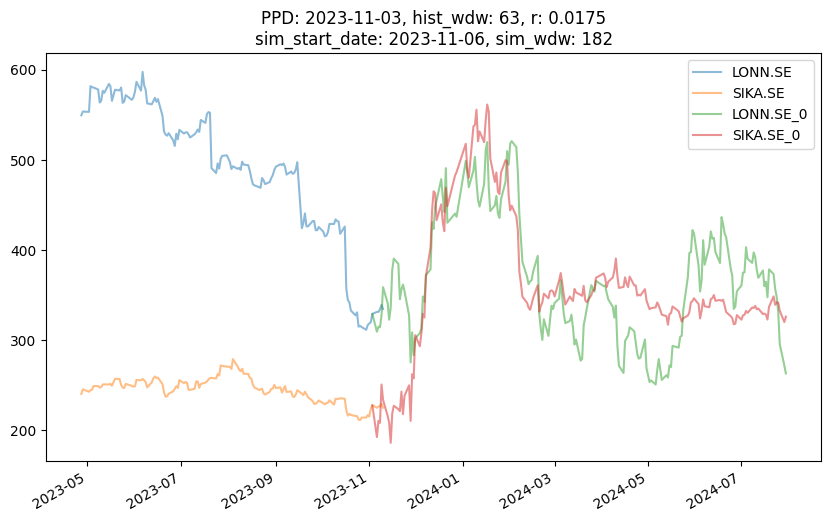 PPD: 2023-11-03, hist_wdw: 63, r: 0.0175
sim_start_date: 2023-11-06, sim_wdw: 182
LONN.SE
SIKA.SE
LONN.SE_0
SIKA.SE_0
600
500
400
300
200
2023-05
2023-07
2023-09
2023-11
2024-01
2024-03
2024-05
2024-07